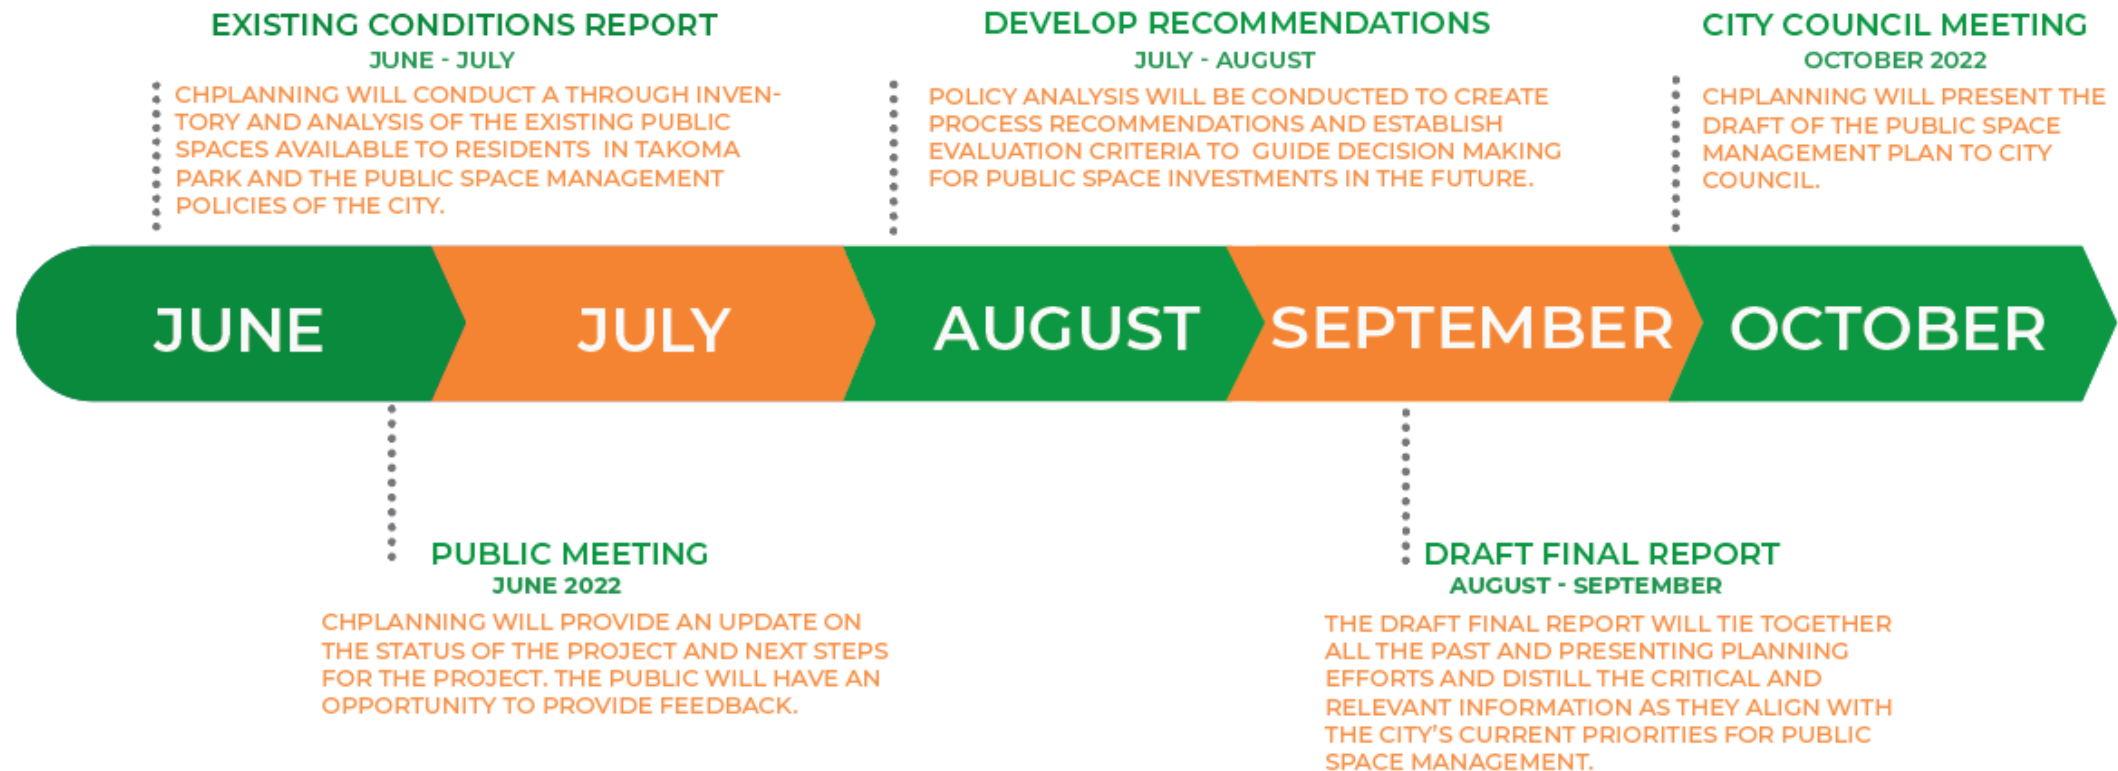 EXISTING CONDITIONS REPORT
JUNE - JULY
CHPLANNING WILL CONDUCT A THROUGH INVEN-
TORY AND ANALYSIS OF THE EXISTING PUBLIC
SPACES AVAILABLE TO RESIDENTS IN TAKOMA
PARK AND THE PUBLIC SPACE MANAGEMENT
POLICIES OF THE CITY.
DEVELOP RECOMMENDATIONS
JULY - AUGUST
POLICY ANALYSIS WILL BE CONDUCTED TO CREATE
PROCESS RECOMMENDATIONS AND ESTABLISH
EVALUATION CRITERIA TO GUIDE DECISION MAKING
FOR PUBLIC SPACE INVESTMENTS IN THE FUTURE.
CITY COUNCIL MEETING
OCTOBER 2022
CHPLANNING WILL PRESENT THE
DRAFT OF THE PUBLIC SPACE
MANAGEMENT PLAN TO CITY
COUNCIL.
JUNE
JULY
AUGUST
SEPTEMBER
OCTOBER
PUBLIC MEETING
JUNE 2022
CHPLANNING WILL PROVIDE AN UPDATE ON
THE STATUS OF THE PROJECT AND NEXT STEPS
FOR THE PROJECT. THE PUBLIC WILL HAVE AN
OPPORTUNITY TO PROVIDE FEEDBACK.
DRAFT FINAL REPORT
AUGUST - SEPTEMBER
THE DRAFT FINAL REPORT WILL TIE TOGETHER
ALL THE PAST AND PRESENTING PLANNING
EFFORTS AND DISTILL THE CRITICAL AND
RELEVANT INFORMATION AS THEY ALIGN WITH
THE CITY'S CURRENT PRIORITIES FOR PUBLIC
SPACE MANAGEMENT.